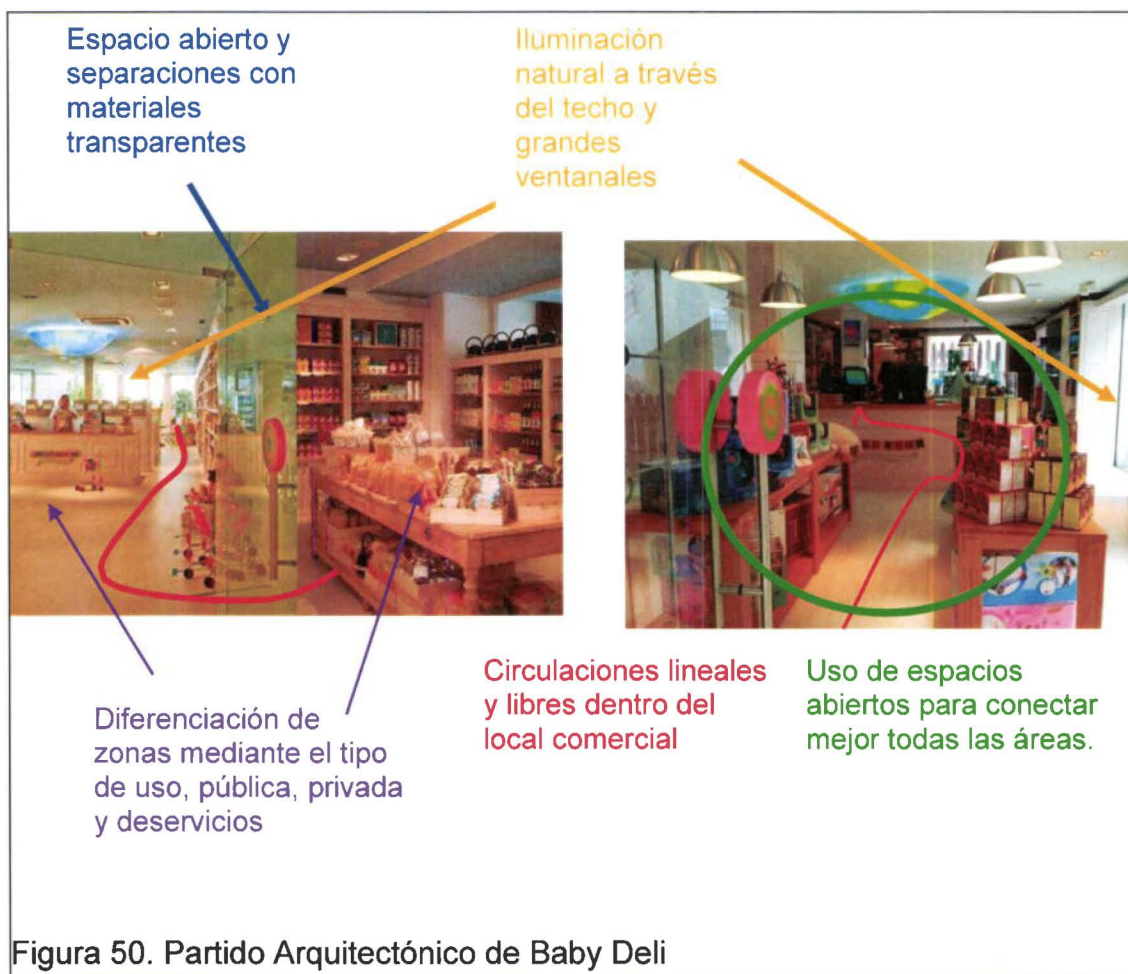 Espacio abierto y
separaciones con
materiales
transparentes
Iluminación
natural a través
del techo y
grandes
ventanales
Diferenciación de
zonas mediante el tipo
de uso, pública, privada
y deservicios
Circulaciones lineales
y libres dentro del
local comercial
Uso de espacios
abiertos para conectar
mejor todas las áreas.
Figura 50. Partido Arquitectónico de Baby Deli